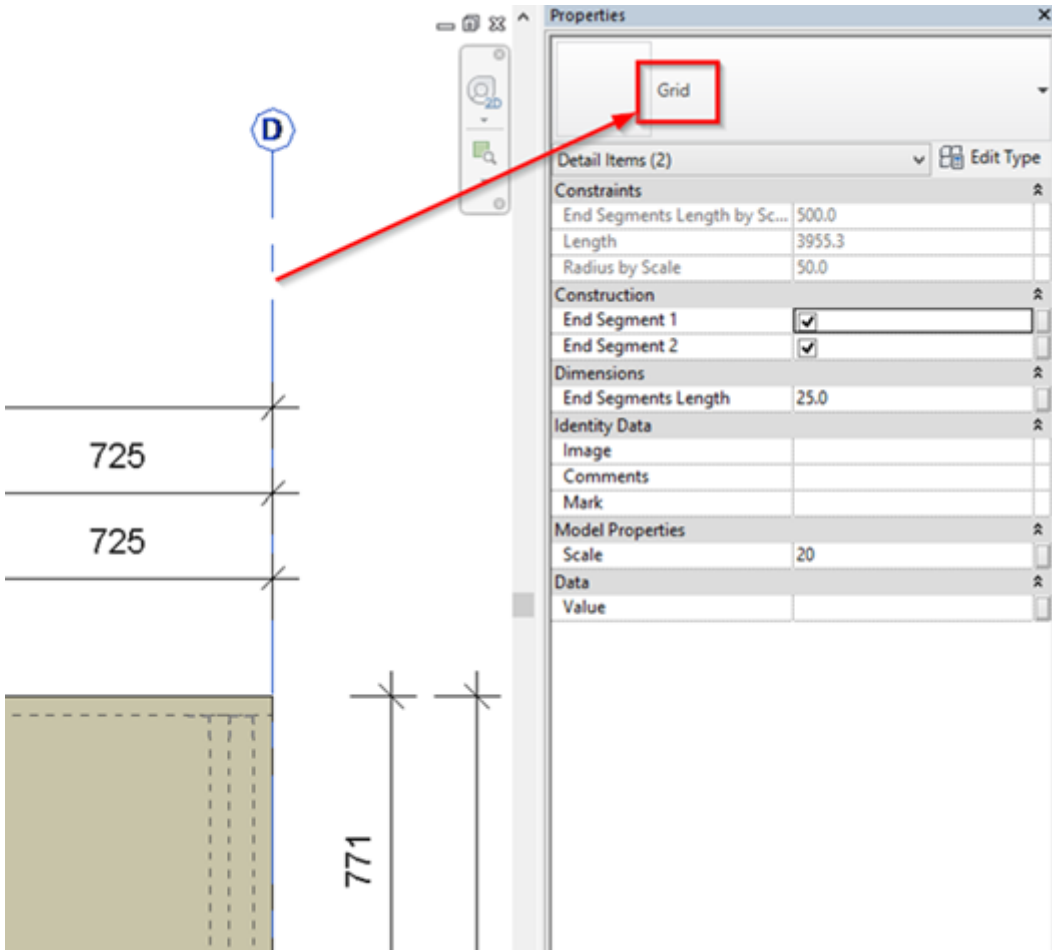 Properties
2D
Grid
D
Detail Items (2)
Edit Type
Constraints
End Segments Length by Sc... 500.0
Length 3955.3
Radius by Scale 50.0
Construction
End Segment 1
End Segment 2
Dimensions
End Segments Length 25.0
Identity Data
Image
Comments
Mark
Model Properties
Scale 20
Data
Value
725
725
771